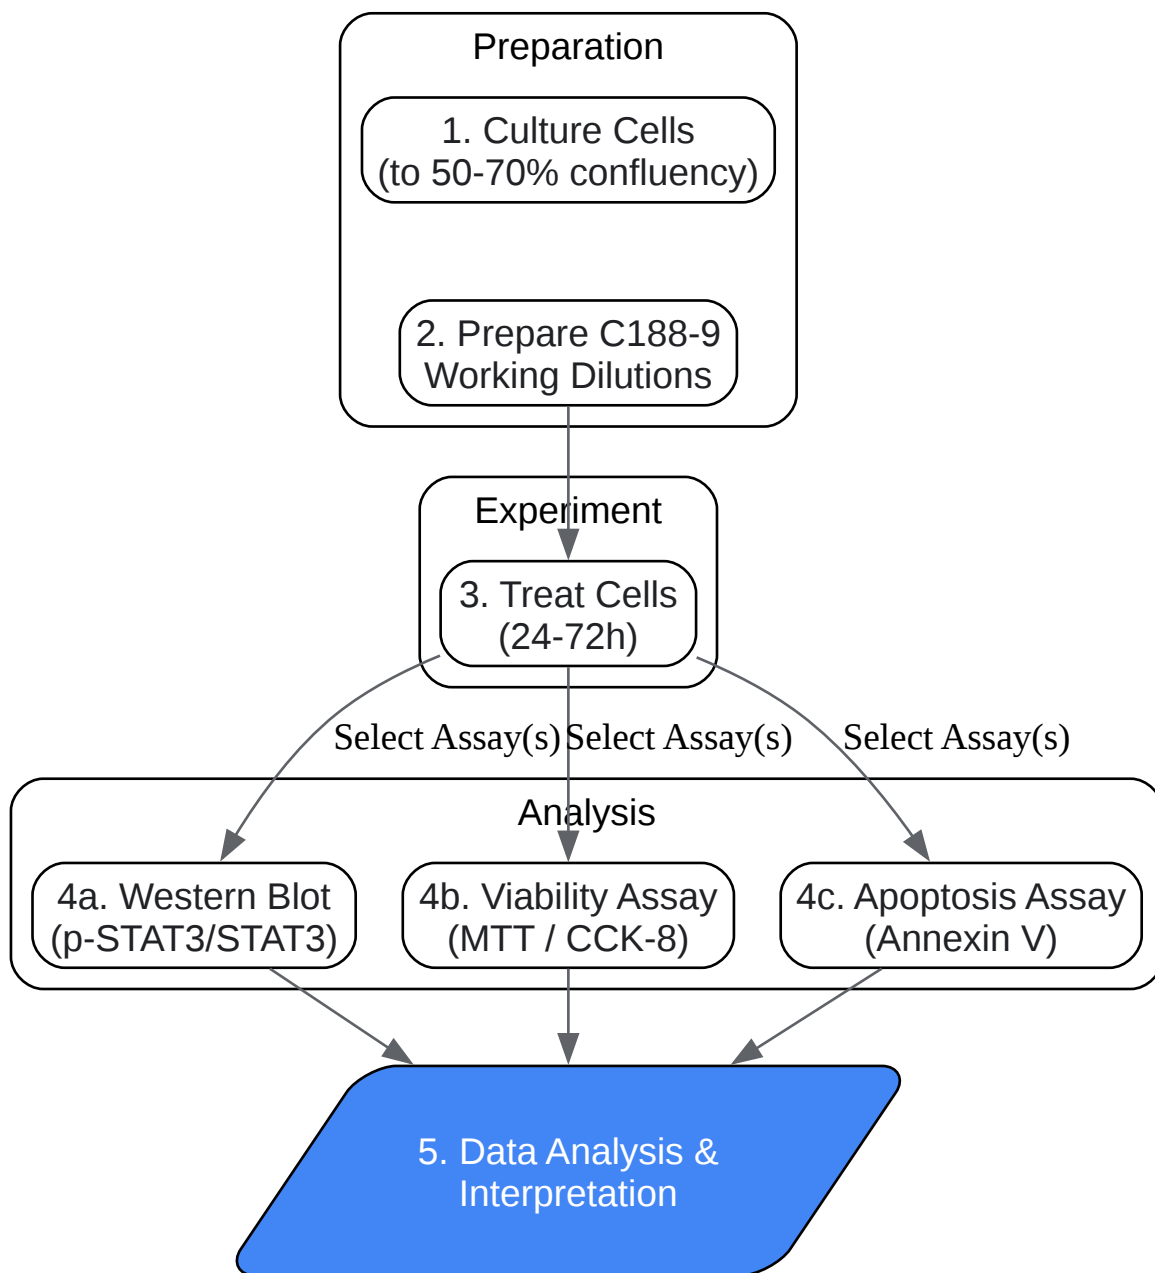 Preparation
1. Culture Cells
(to 50-70% confluency)
2. Prepare C188-9
Working Dilutions
Experiment
3. Treat Cells
(24-72h)
Select Assay(s)
Select Assay(s)
Select Assay(s)
Analysis
4a. Western Blot
(p-STAT3/STAT3)
4b. Viability Assay
(MTT / CCK-8)
4c. Apoptosis Assay
(Annexin V)
5. Data Analysis &
Interpretation